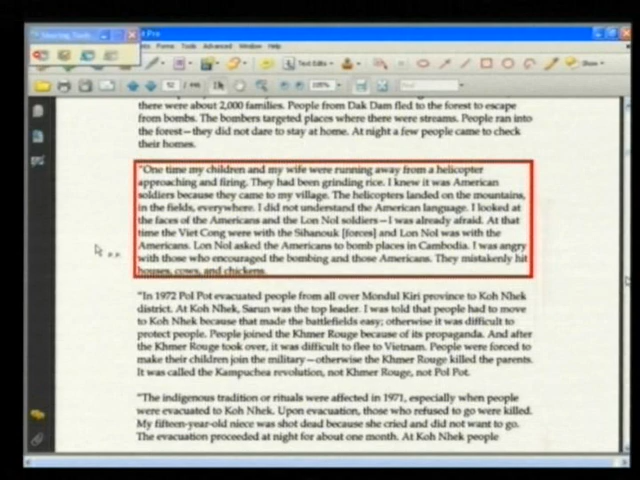 Sharing Tools
t Pro
Forms Tools Advanced Window Help
Text Edits
Show
52
there were about 2,000 families. People from Dak Dam fled to the forest to escape
from bombs. The bombers targeted places where there were streams. People ran into
the forest—they did not dare to stay at home. At night a few people came to check
their homes.
"One time my children and my wife were running away from a helicopter
approaching and firing. They had been grinding rice. I knew it was American
soldiers because they came to my village. The helicopters landed on the mountains,
in the fields, everywhere. I did not understand the American language. I looked at
the faces of the Americans and the Lon Nol soldiers—I was already afraid. At that
time the Viet Cong were with the Sihanouk [forces] and Lon Nol was with the
Americans. Lon Nol asked the Americans to bomb places in Cambodia. I was angry
with those who encouraged the bombing and those Americans. They mistakenly hit
houses, cows, and chickens.
"In 1972 Pol Pot evacuated people from all over Mondul Kiri province to Koh Nhek
district. At Koh Nhek, Sarun was the top leader. I was told that people had to move
to Koh Nhek because that made the battlefields easy; otherwise it was difficult to
protect people. People joined the Khmer Rouge because of its propaganda. And after
the Khmer Rouge took over, it was difficult to flee to Vietnam. People were forced to
make their children join the military—otherwise the Khmer Rouge killed the parents.
It was called the Kampuchea revolution, not Khmer Rouge, not Pol Pot.
"The indigenous tradition or rituals were affected in 1971, especially when people
were evacuated to Koh Nhek. Upon evacuation, those who refused to go were killed.
My fifteen-year-old niece was shot dead because she cried and did not want to go.
The evacuation proceeded at night for about one month. At Koh Nhek people